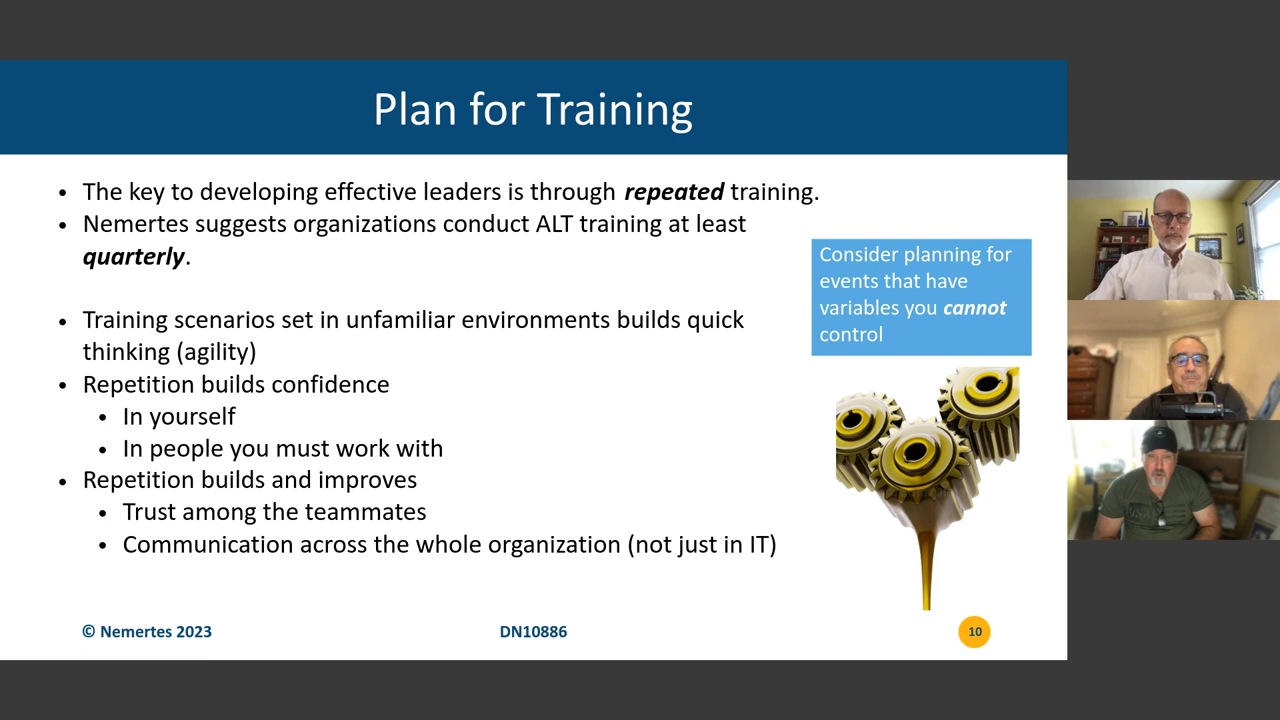 Plan for Training
• The key to developing effective leaders is through repeated training.
• Nemertes suggests organizations conduct ALT training at least
quarterly.
• Training scenarios set in unfamiliar environments builds quick
thinking (agility)
• Repetition builds confidence
• In yourself
• In people you must work with
• Repetition builds and improves
• Trust among the teammates
• Communication across the whole organization (not just in IT)
Consider planning for
events that have
variables you cannot
control
© Nemertes 2023
DN10886
10